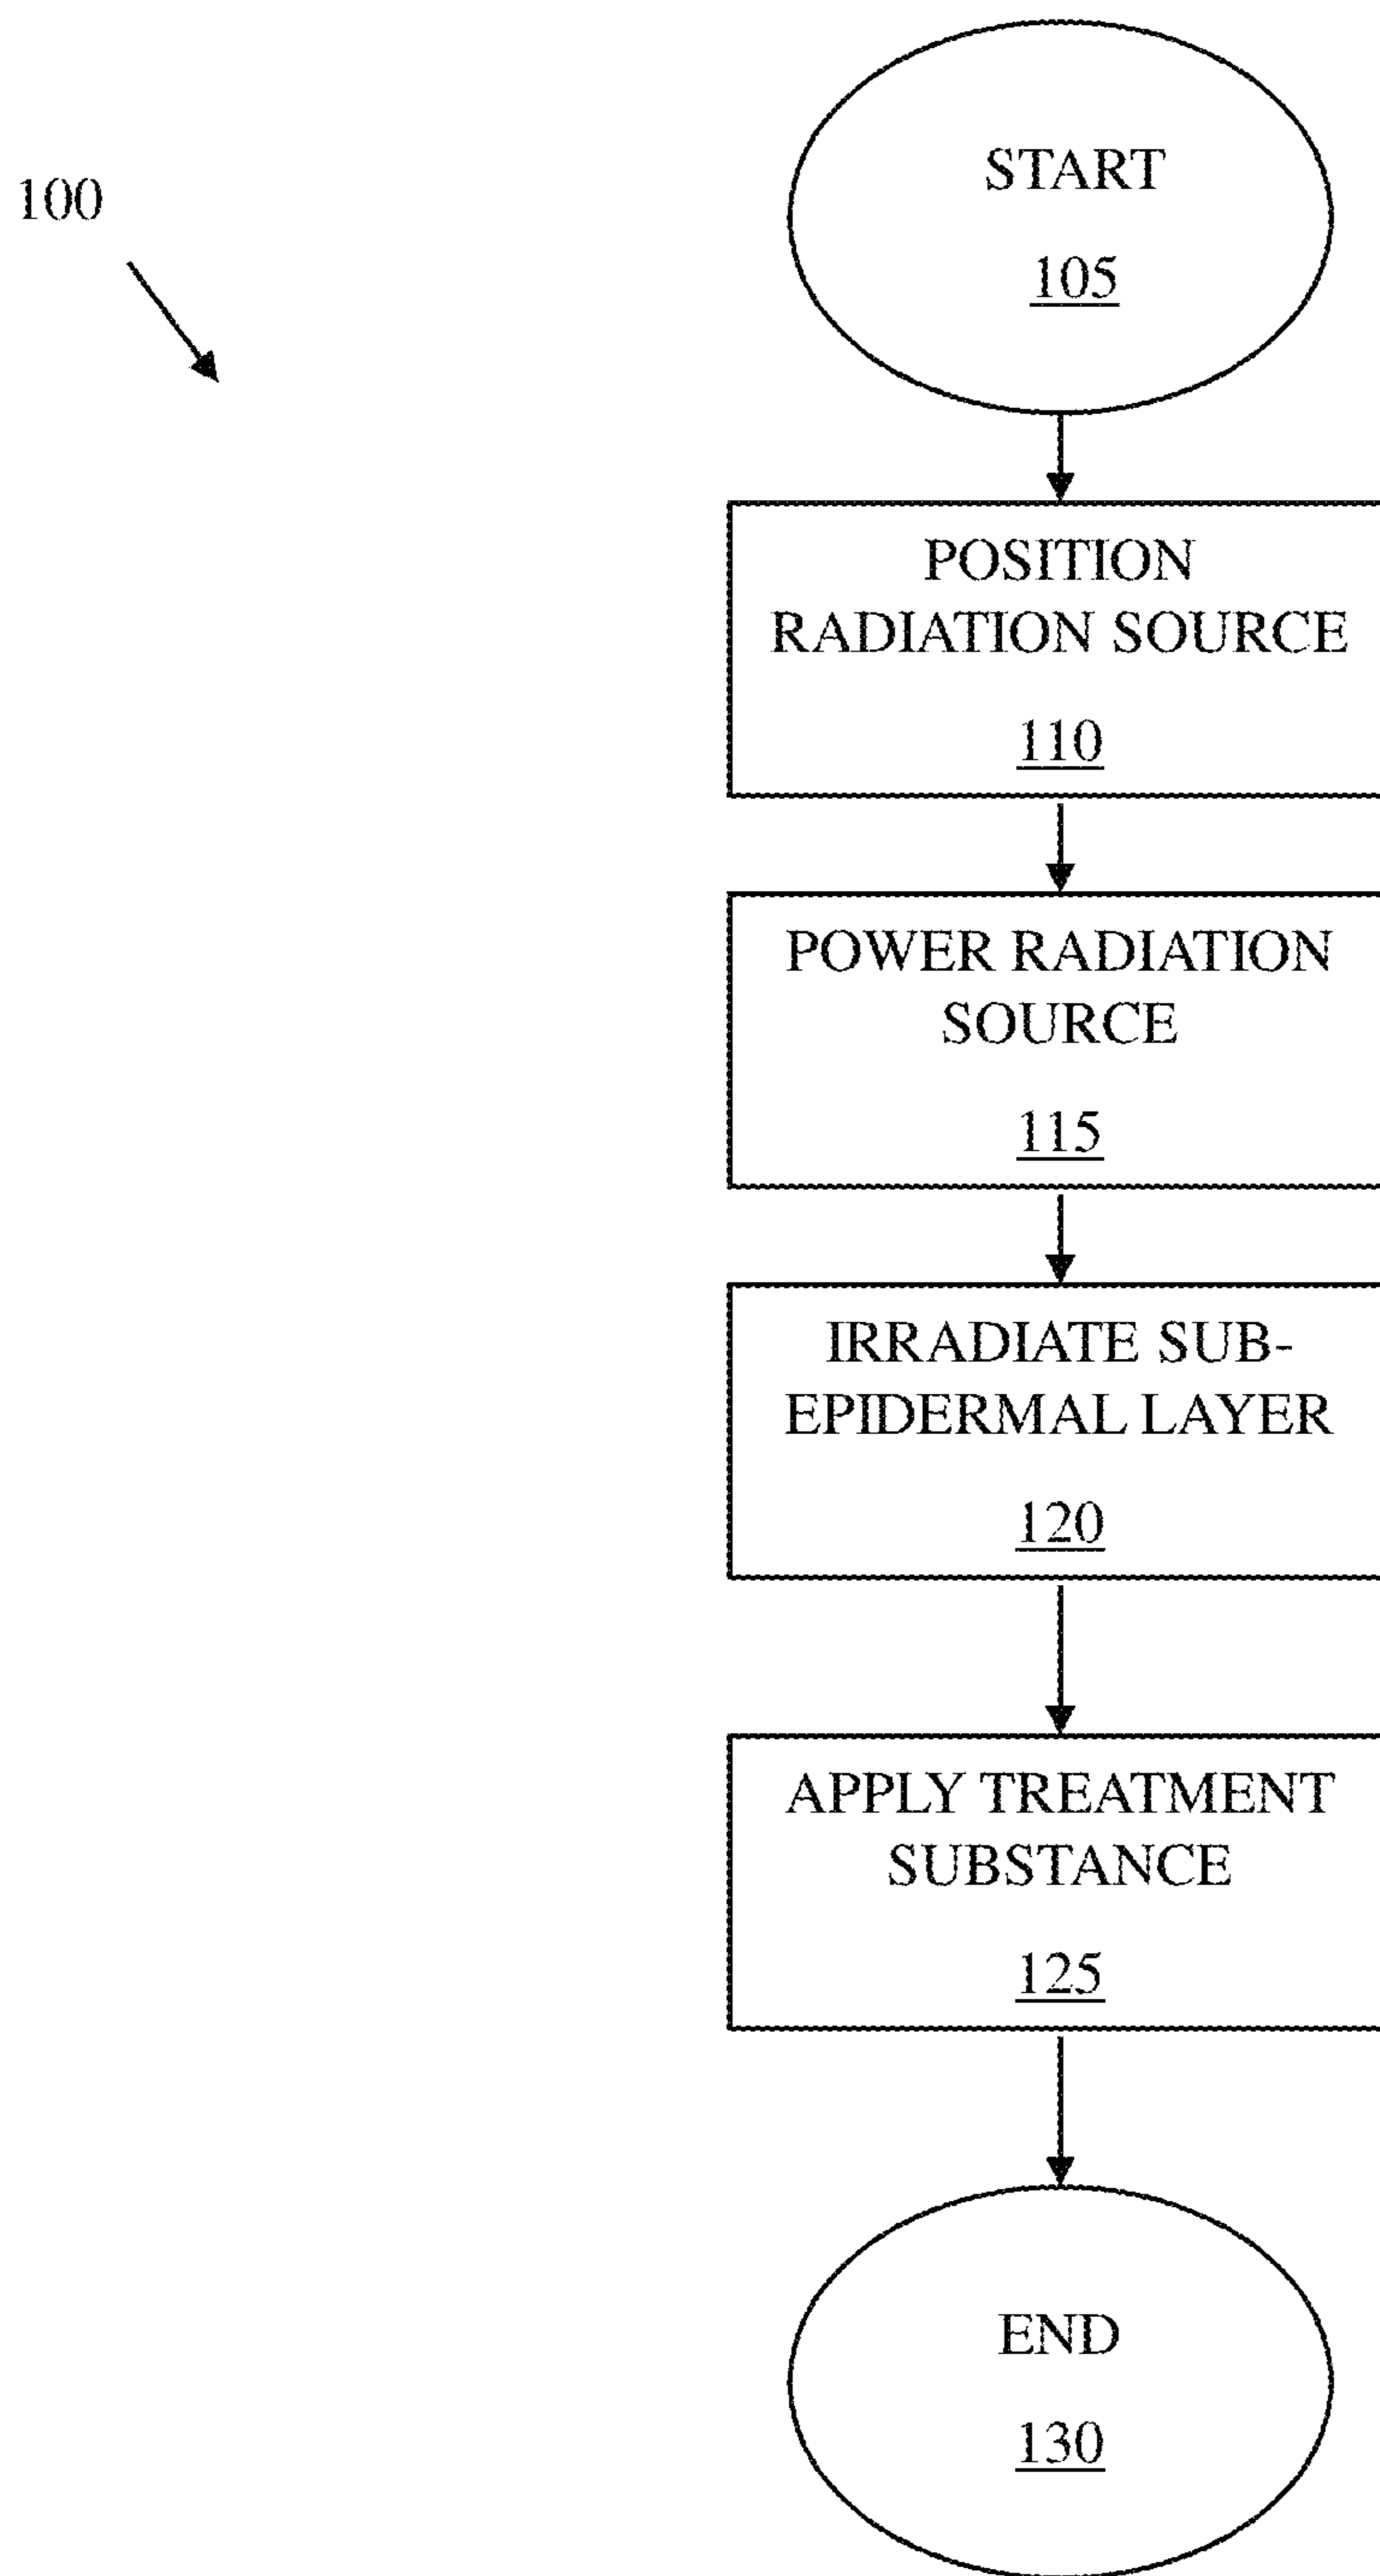 100
START
105
POSITION
RADIATION SOURCE
110
POWER RADIATION
SOURCE
115
IRRADIATE SUB-
EPIDERMAL LAYER
120
APPLY TREATMENT
SUBSTANCE
125
END
130